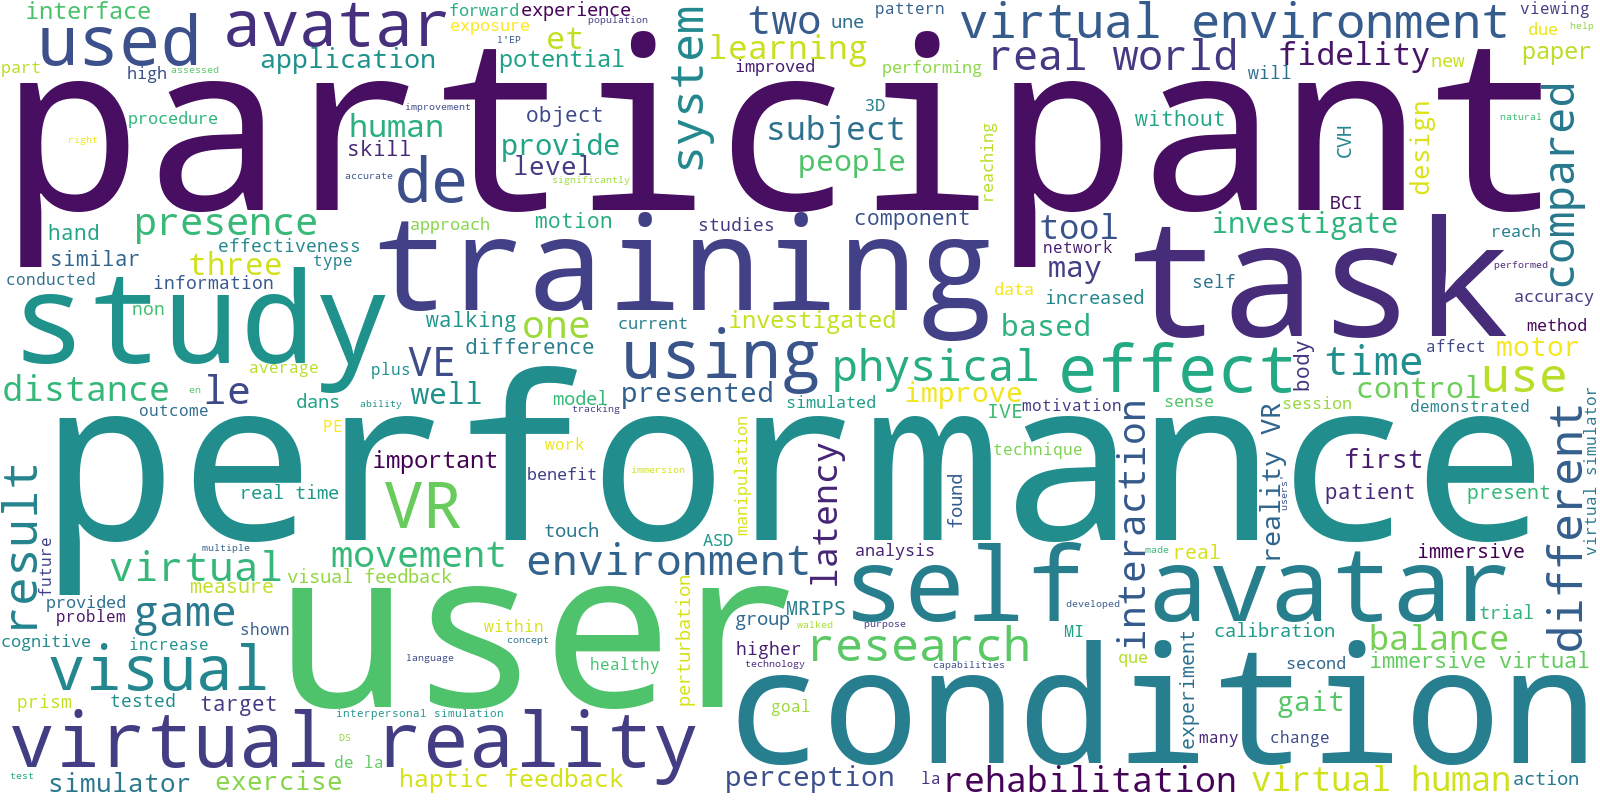 interface
used
avatar
forward
experience
population
exposure
l'EP
et
application
potential
system
two
une
pattern
learning
virtual environment
viewing
due
help
real world
fidelity
new
paper
part
high
assessed
improved
performing
will
participant
improvement
procedure
right
human
object
3D
subject
without
CVH
design
natural
compared
skill
provide
level
people
reaching
accurate
de
significantly
BCI
presence
hand
approach
motion
studies
component
tool
network
investigate
reach
effectiveness
similar
three
type
training
may
task
performed
conducted
information
data
increased
self
accuracy
study
non
walking
one
current
investigated
based
method
difference
using
VE
physical
effect
body
time
affect
motor
average
plus
distance
en
le
dans
ability
well
model
tracking
presented
simulated
improve
IVE
motivation
sense
control
session
use
demonstrated
outcome
PE
work
performance
important
benefit
immersion
manipulation
technique
latency
found
interaction
reality VR
users'
first
patient
present
different
virtual simulator
result
real time
VR
touch
ASD
future
multiple
virtual
movement
environment
analysis
made
real
immersive
visual feedback
measure
provided
problem
game
user
perturbation
MRIPS
self avatar
developed
trial
cognitive
increase
shown
within
concept
group
walked
purpose
research
MI
calibration
balance
language
healthy
higher
technology
capabilities
que
experiment
second
immersive virtual
visual
prism
tested
target
interpersonal simulation
goal
condition
gait
many
change
virtual reality
DS
de la
test
simulator
exercise
haptic feedback
perception
la
rehabilitation
virtual human
action